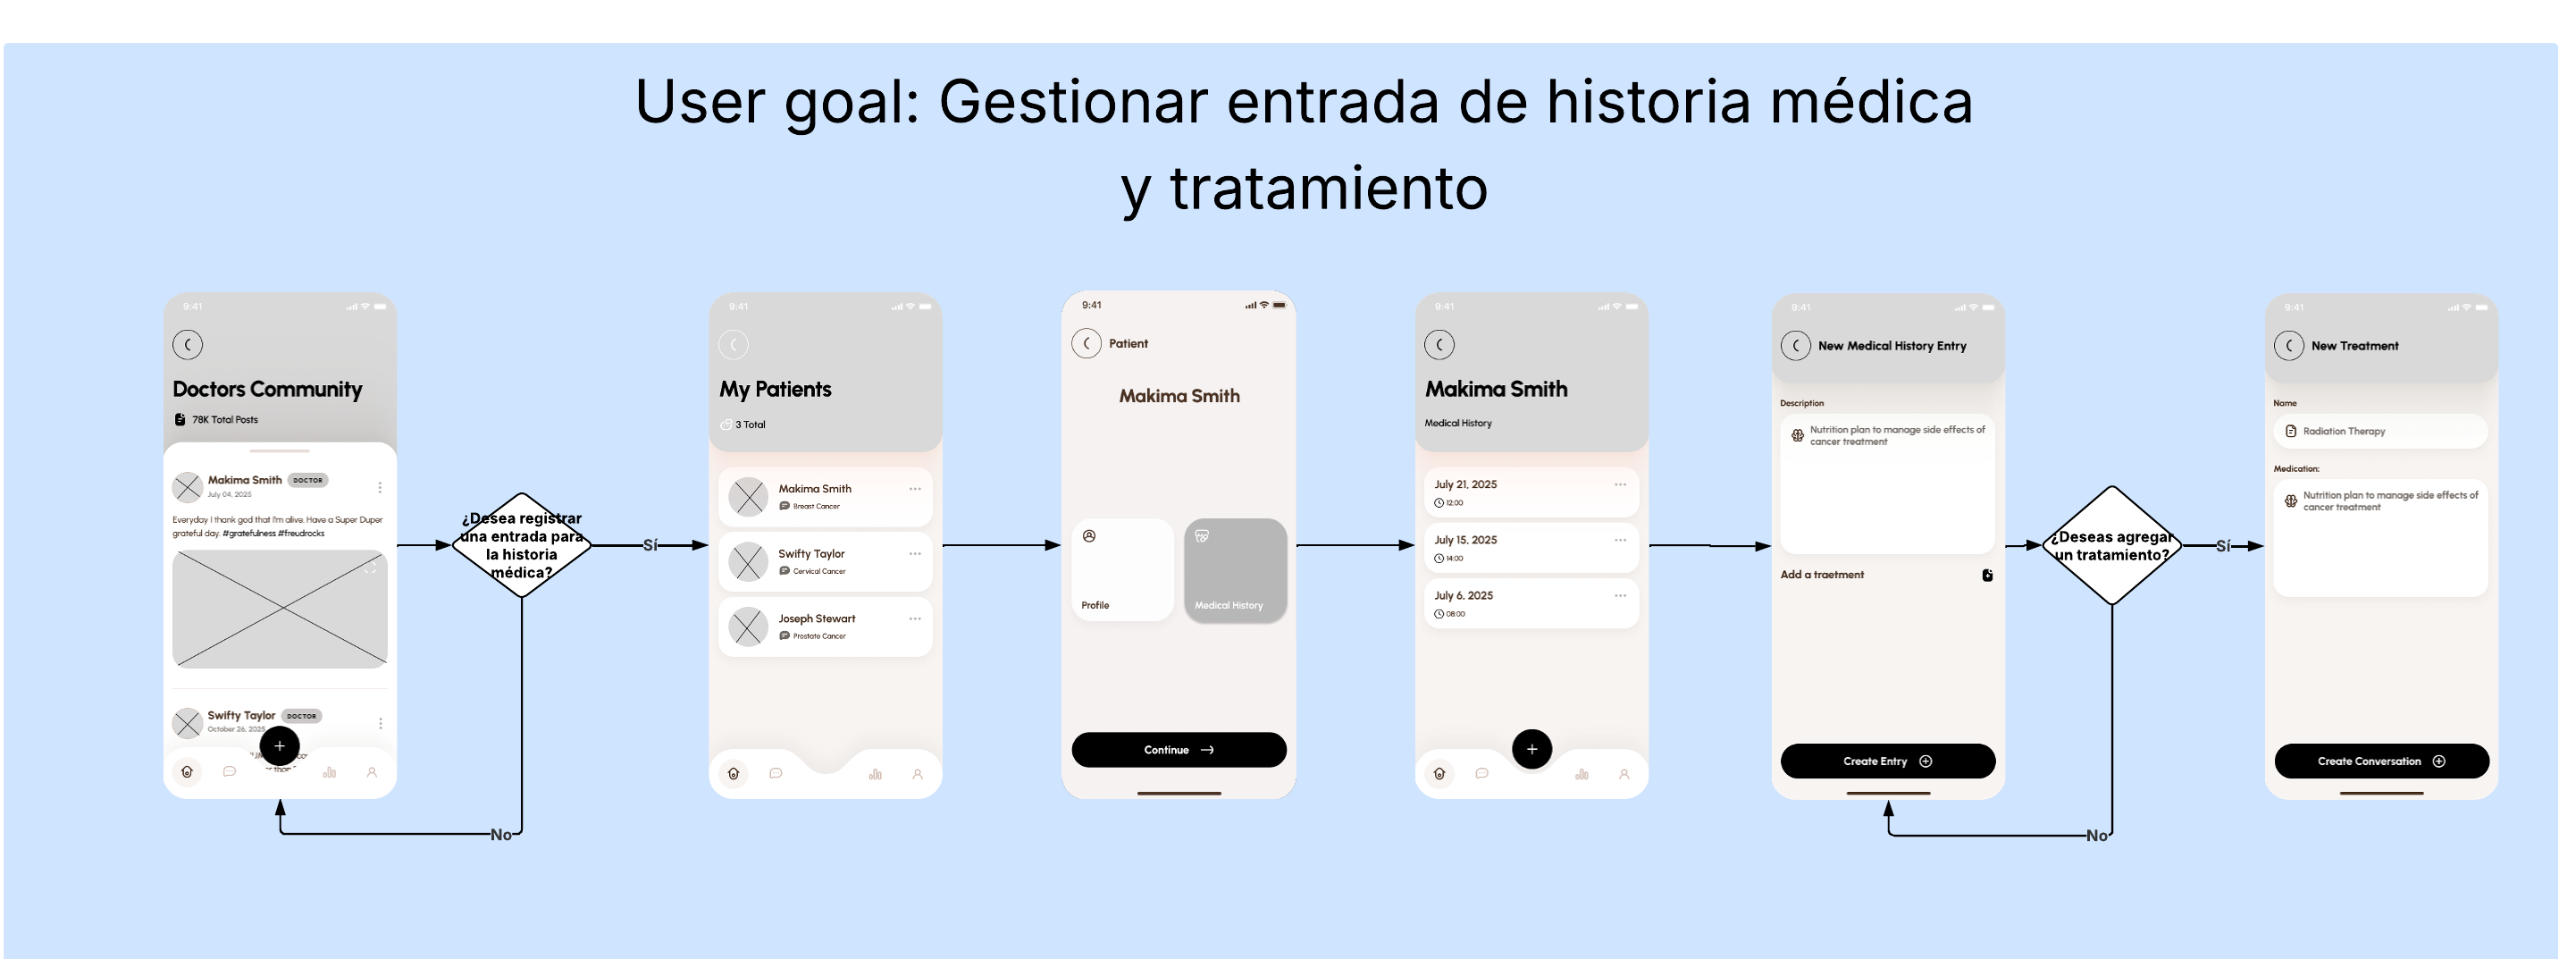 User goal: Gestionar entrada de historia médica
y tratamiento
9:41
Doctors Community
78K Total Posts
Makima Smith DOCTOR
July 04, 2025
Everyday I thank god that I'm alive. Have a Super Duper
grateful day. #gratefulness #freudrocks
Swifty Taylor DOCTOR
October 26, 2025
+
¿Desea registrar
una entrada para
la historia
médica?
Sí
No
9:41
My Patients
3 Total
Makima Smith
Breast Cancer
Swifty Taylor
Cervical Cancer
Joseph Stewart
Prostate Cancer
9:41
Patient
Makima Smith
Profile
Medical History
Continue
9:41
Makima Smith
Medical History
July 21, 2025
12:00
July 15, 2025
14:00
July 6, 2025
08:00
+
9:41
New Medical History Entry
Description
Nutrition plan to manage side effects of
cancer treatment
Add a traetment
Create Entry
¿Deseas agregar
un tratamiento?
Sí
No
9:41
New Treatment
Name
Radiation Therapy
Medication:
Nutrition plan to manage side effects of
cancer treatment
Create Conversation